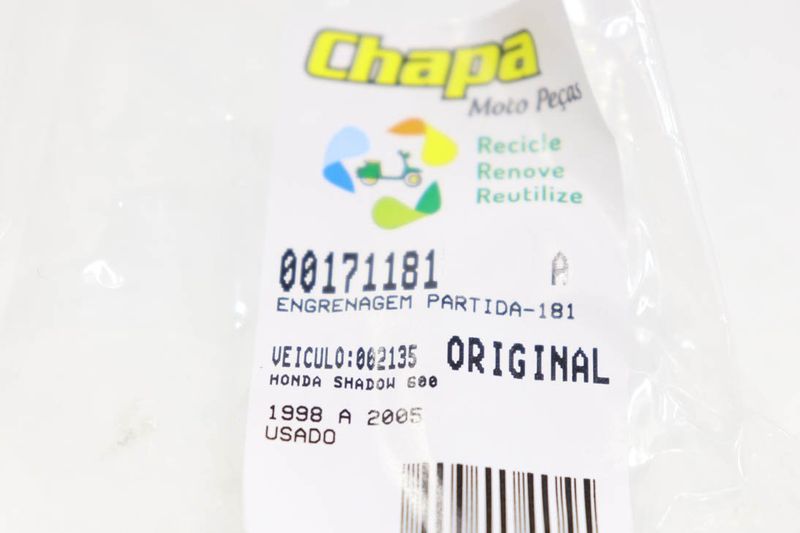 Chapa
Moto Peças
Recicle
Renove
Reutilize
00171181 A
ENGRENAGEM PARTIDA-181
VEICULO:002135 ORIGINAL
HONDA SHADOW 600
1998 A 2005
USADO